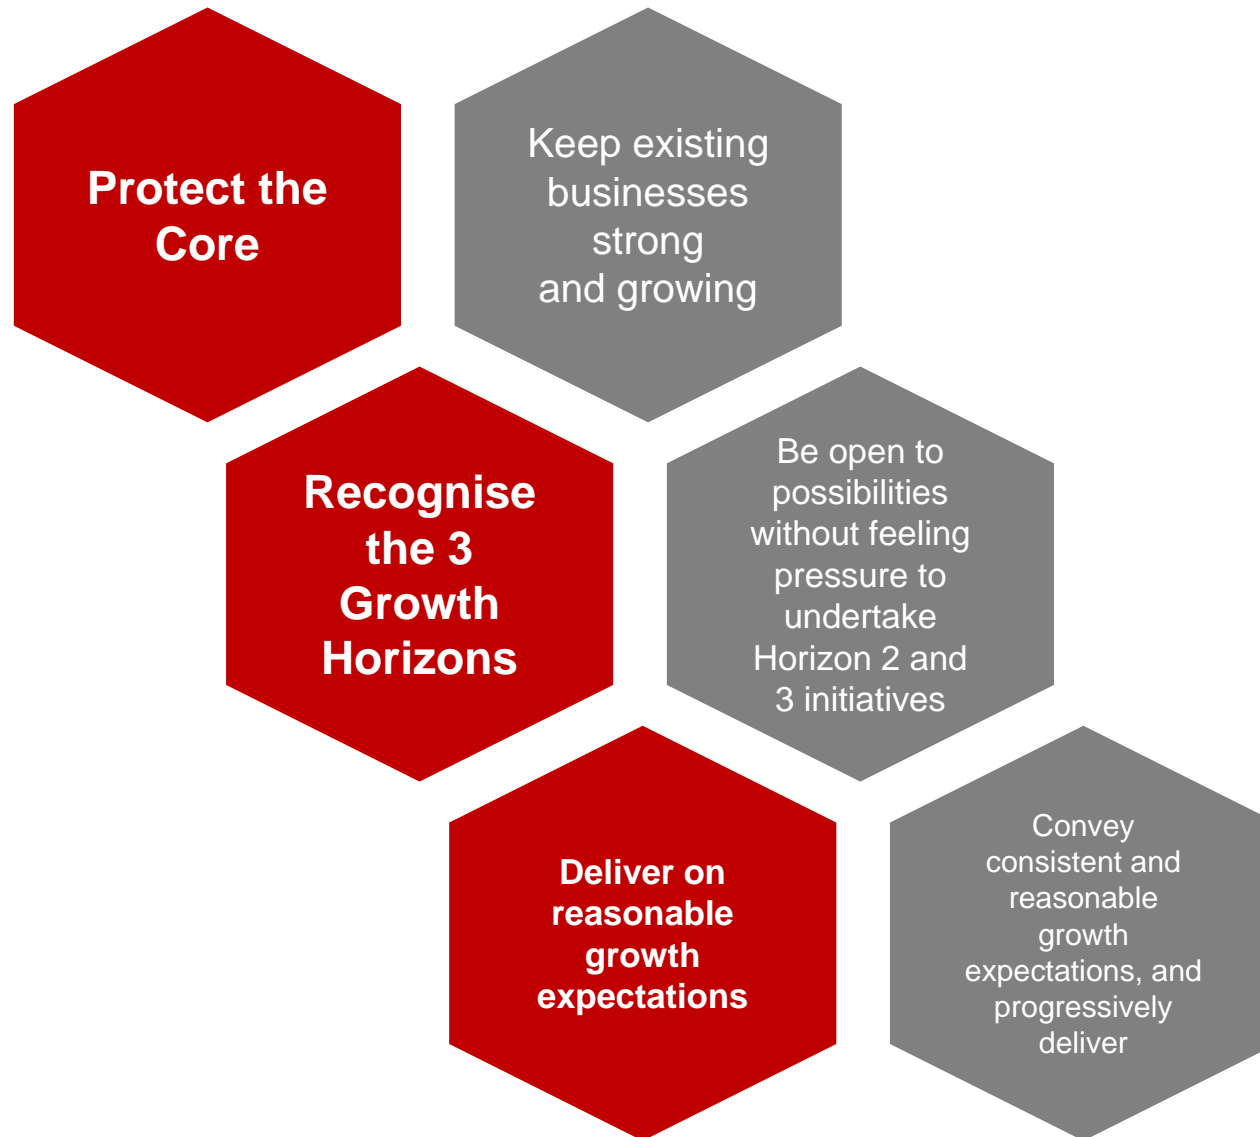 Protect the
Core
Keep existing
businesses
strong
and growing
Recognise
the 3
Growth
Horizons
Be open to
possibilities
without feeling
pressure to
undertake
Horizon 2 and
3 initiatives
Deliver on
reasonable
growth
expectations
Convey
consistent and
reasonable
growth
expectations, and
progressively
deliver